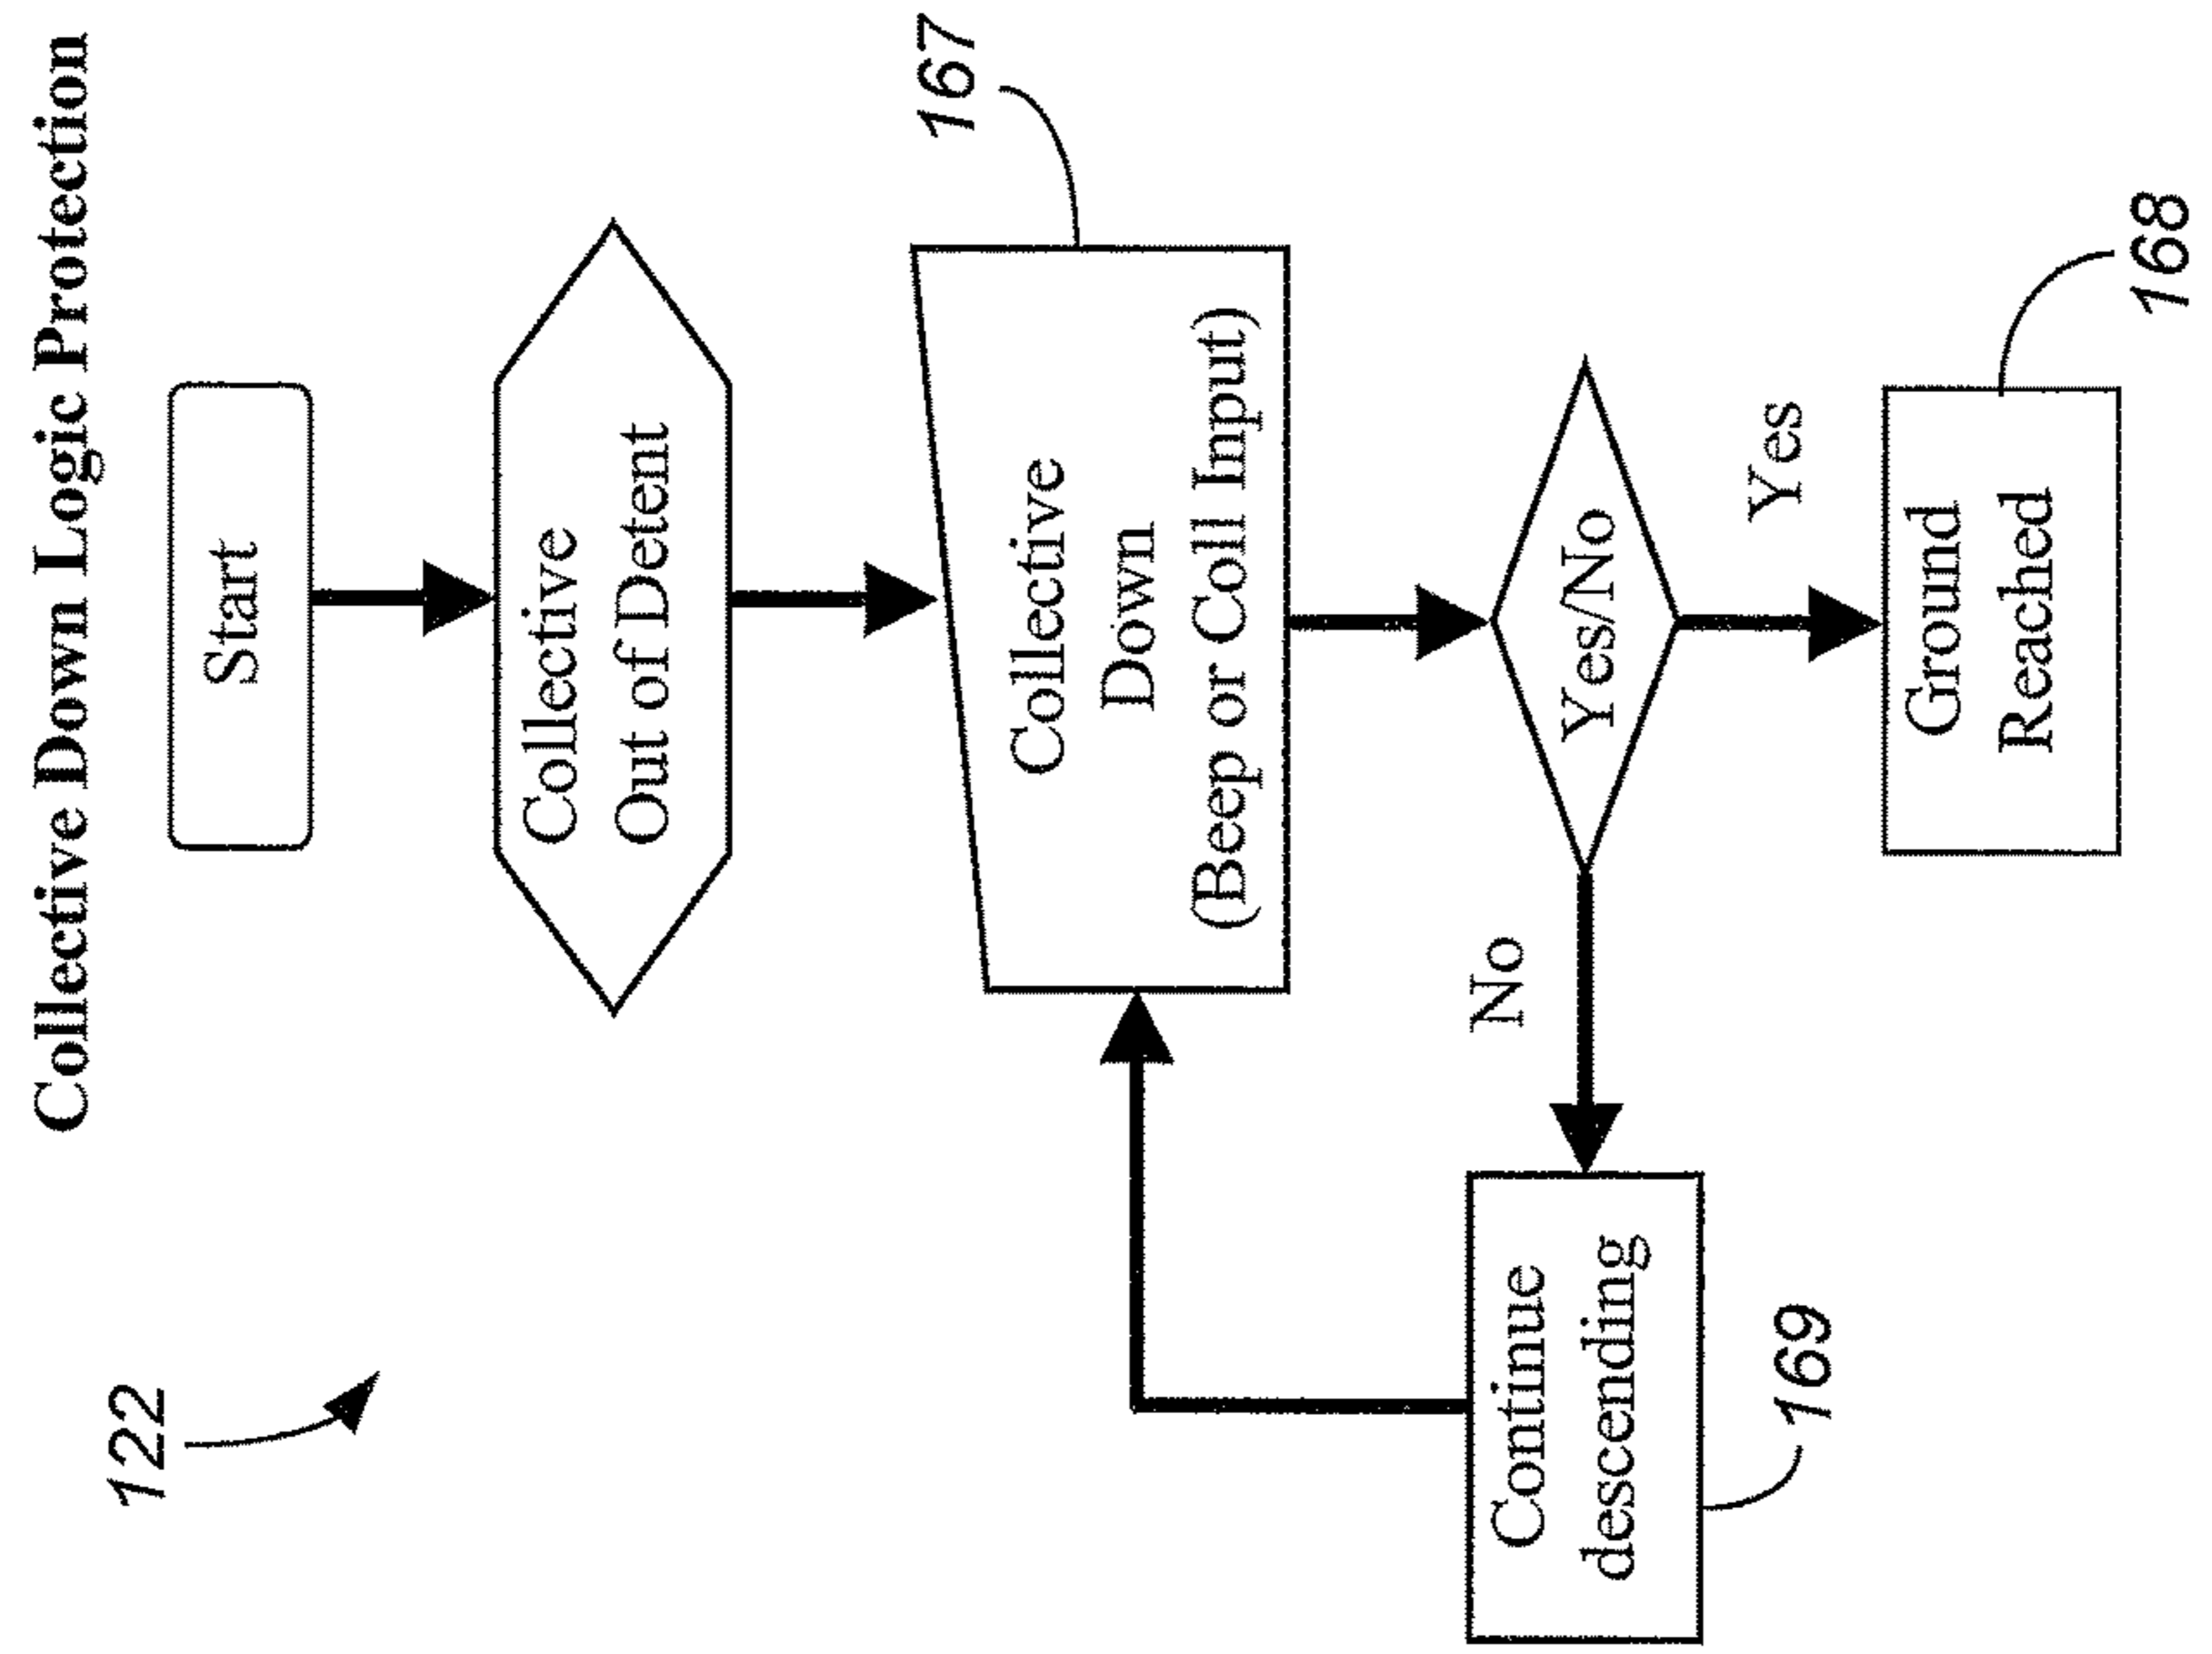 Collective Down Logic Protection
122
Start
Collective
Out of Detent
167
Collective
Down
(Beep or Coll Input)
Yes/No
No
Yes
Continue
descending
169
Ground
Reached
168